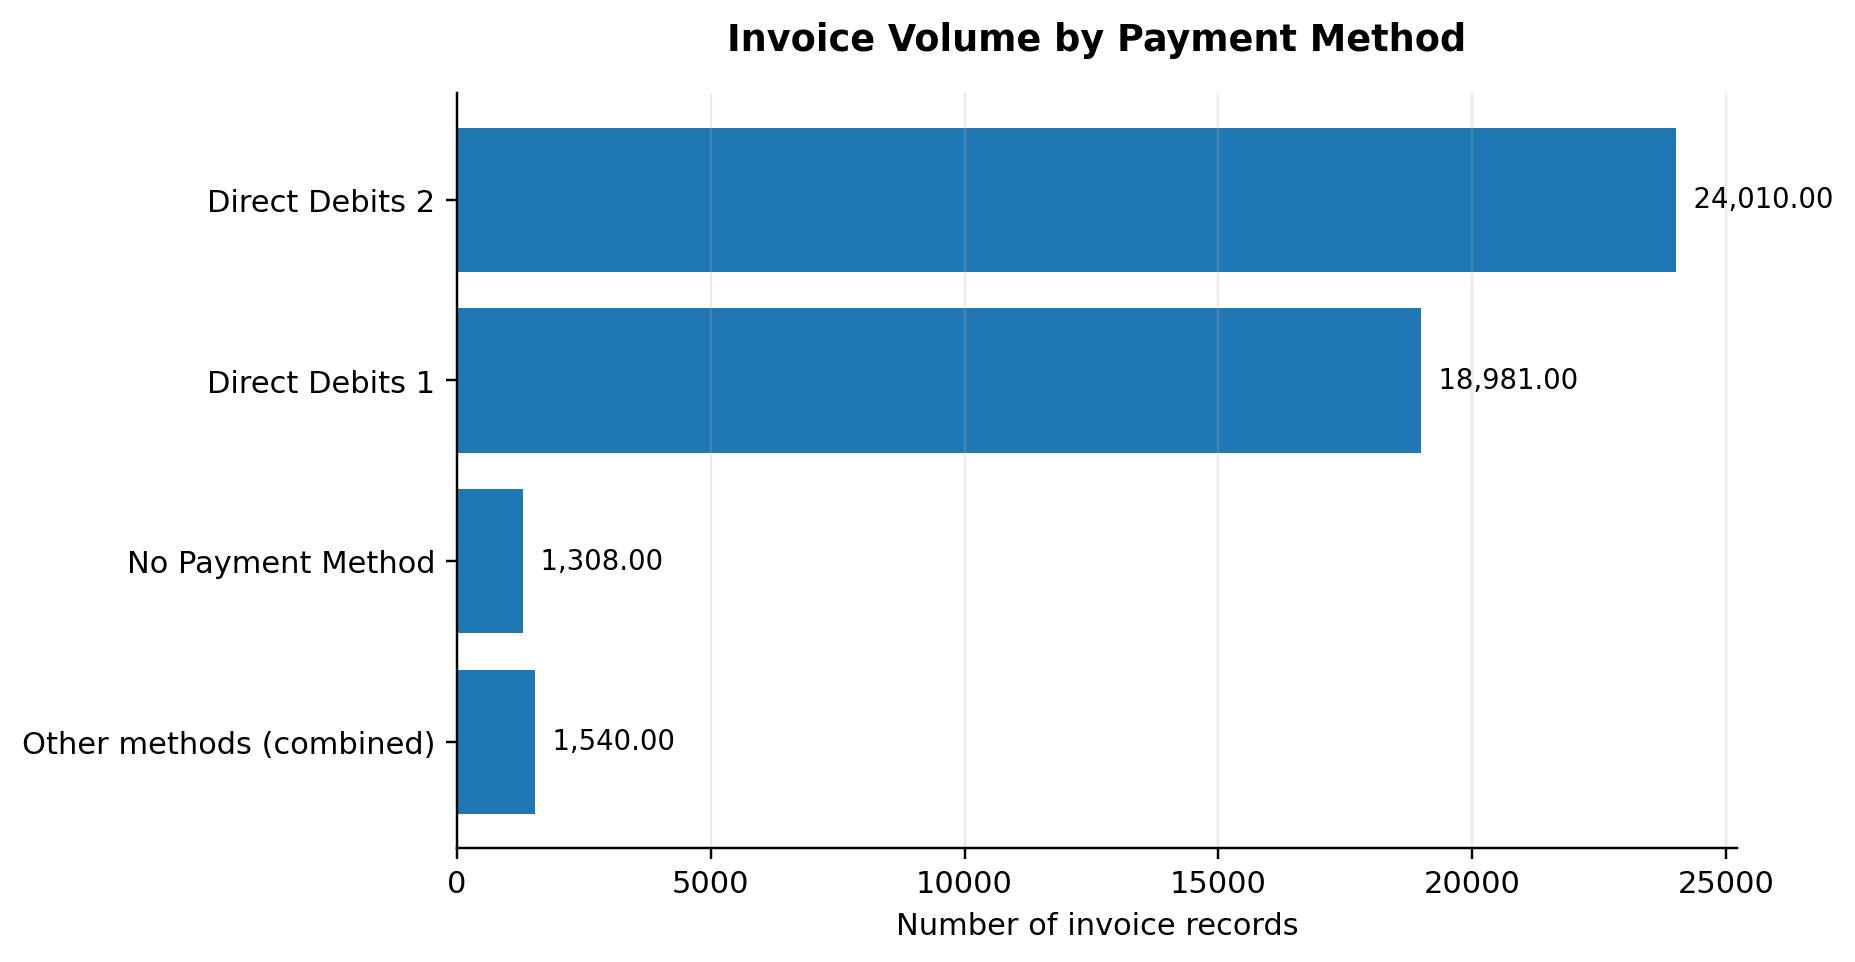 Invoice Volume by Payment Method
Direct Debits 2
24,010.00
Direct Debits 1
18,981.00
No Payment Method
1,308.00
Other methods (combined)
1,540.00
0 5000 10000 15000 20000 25000
Number of invoice records